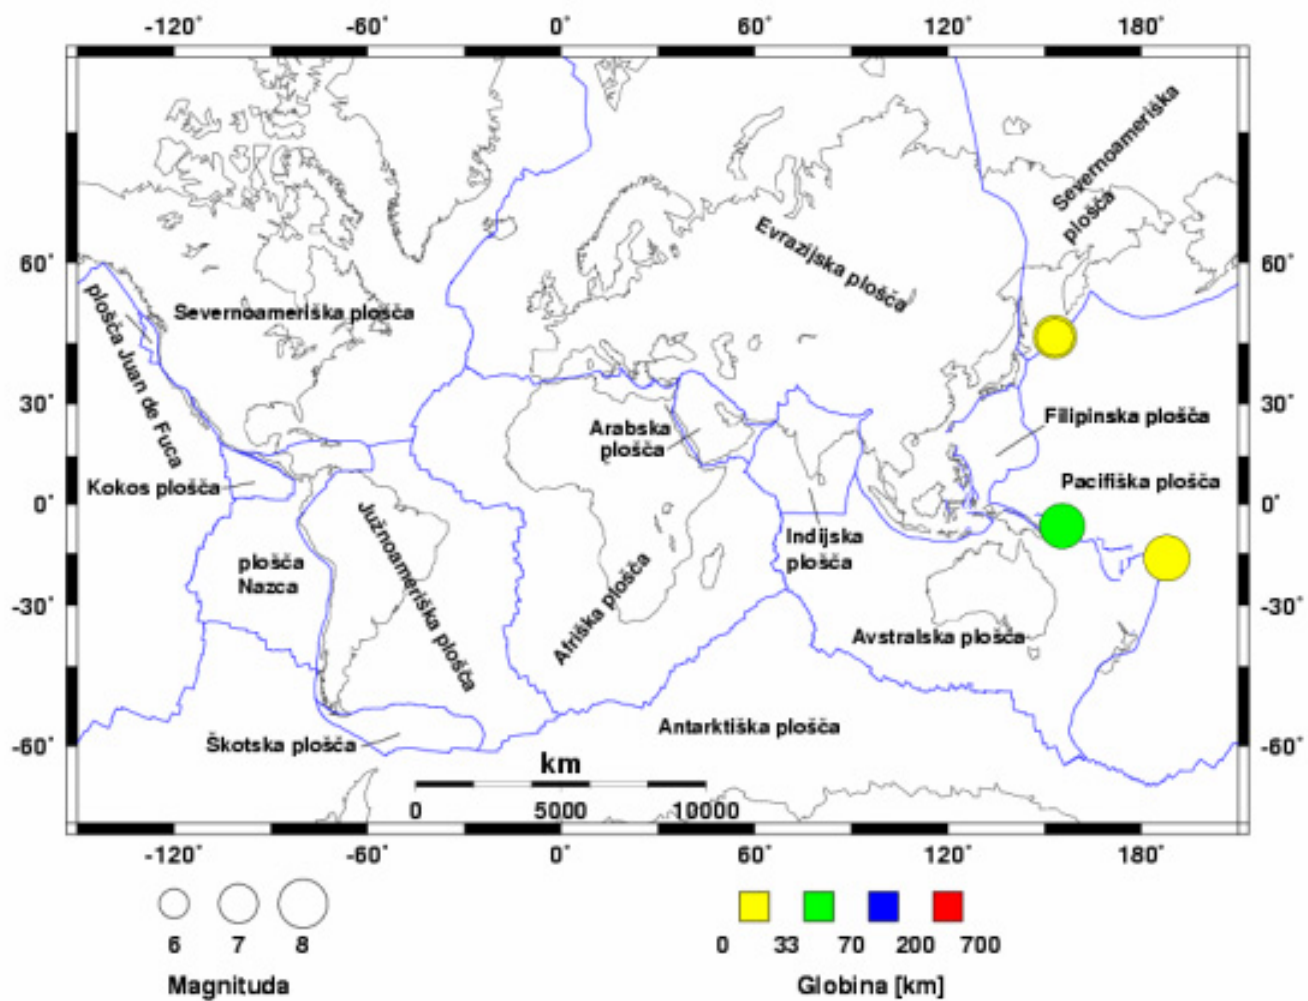 -120° -60° 0° 60° 120° 180°
Severnoameriška
plošča
Evrazijska plošča
60° 60°
Severnoameriška plošča
plošča Juan de Fuca
30° 30°
Arabska
plošča
Filipinska plošča
Kokos plošča
Pacifiška plošča
0° 0°
Južnoameriška plošča
Indijska
plošča
plošča
Nazca
Afriška plošča
-30° -30°
Avstralska plošča
Antarktiška plošča
Škotska plošča
-60° -60°
km
0 5000 10000
-120° -60° 0° 60° 120° 180°
6 7 8
0 33 70 200 700
Magnituda
Globina [km]